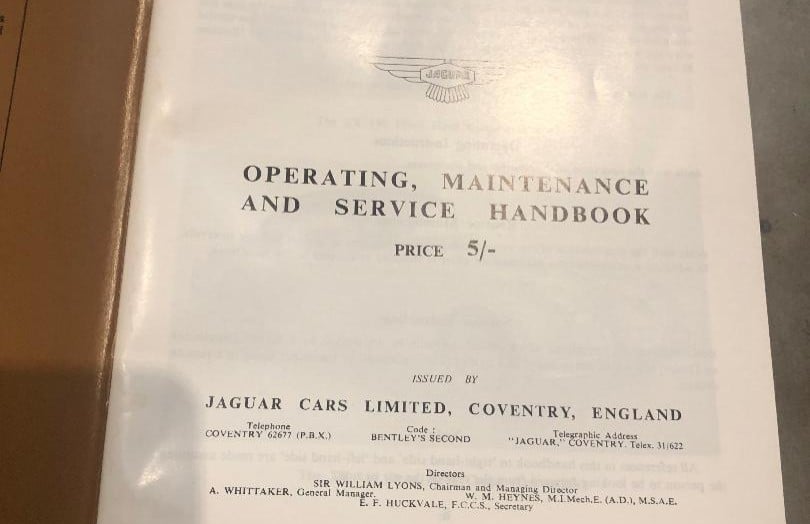 JAGUAR
OPERATING, MAINTENANCE
AND SERVICE HANDBOOK
PRICE 5/-
ISSUED BY
JAGUAR CARS LIMITED, COVENTRY, ENGLAND
Telephone
COVENTRY 62677 (P.B.X.)
Code :
BENTLEY'S SECOND
Telegraphic Address
"JAGUAR," COVENTRY. Telex. 31/622
Directors
SIR WILLIAM LYONS, Chairman and Managing Director
A. WHITTAKER, General Manager. W. M. HEYNES, M.I.Mech.E. (A.D.), M.S.A.E.
E. F. HUCKVALE, F.C.C.S., Secretary